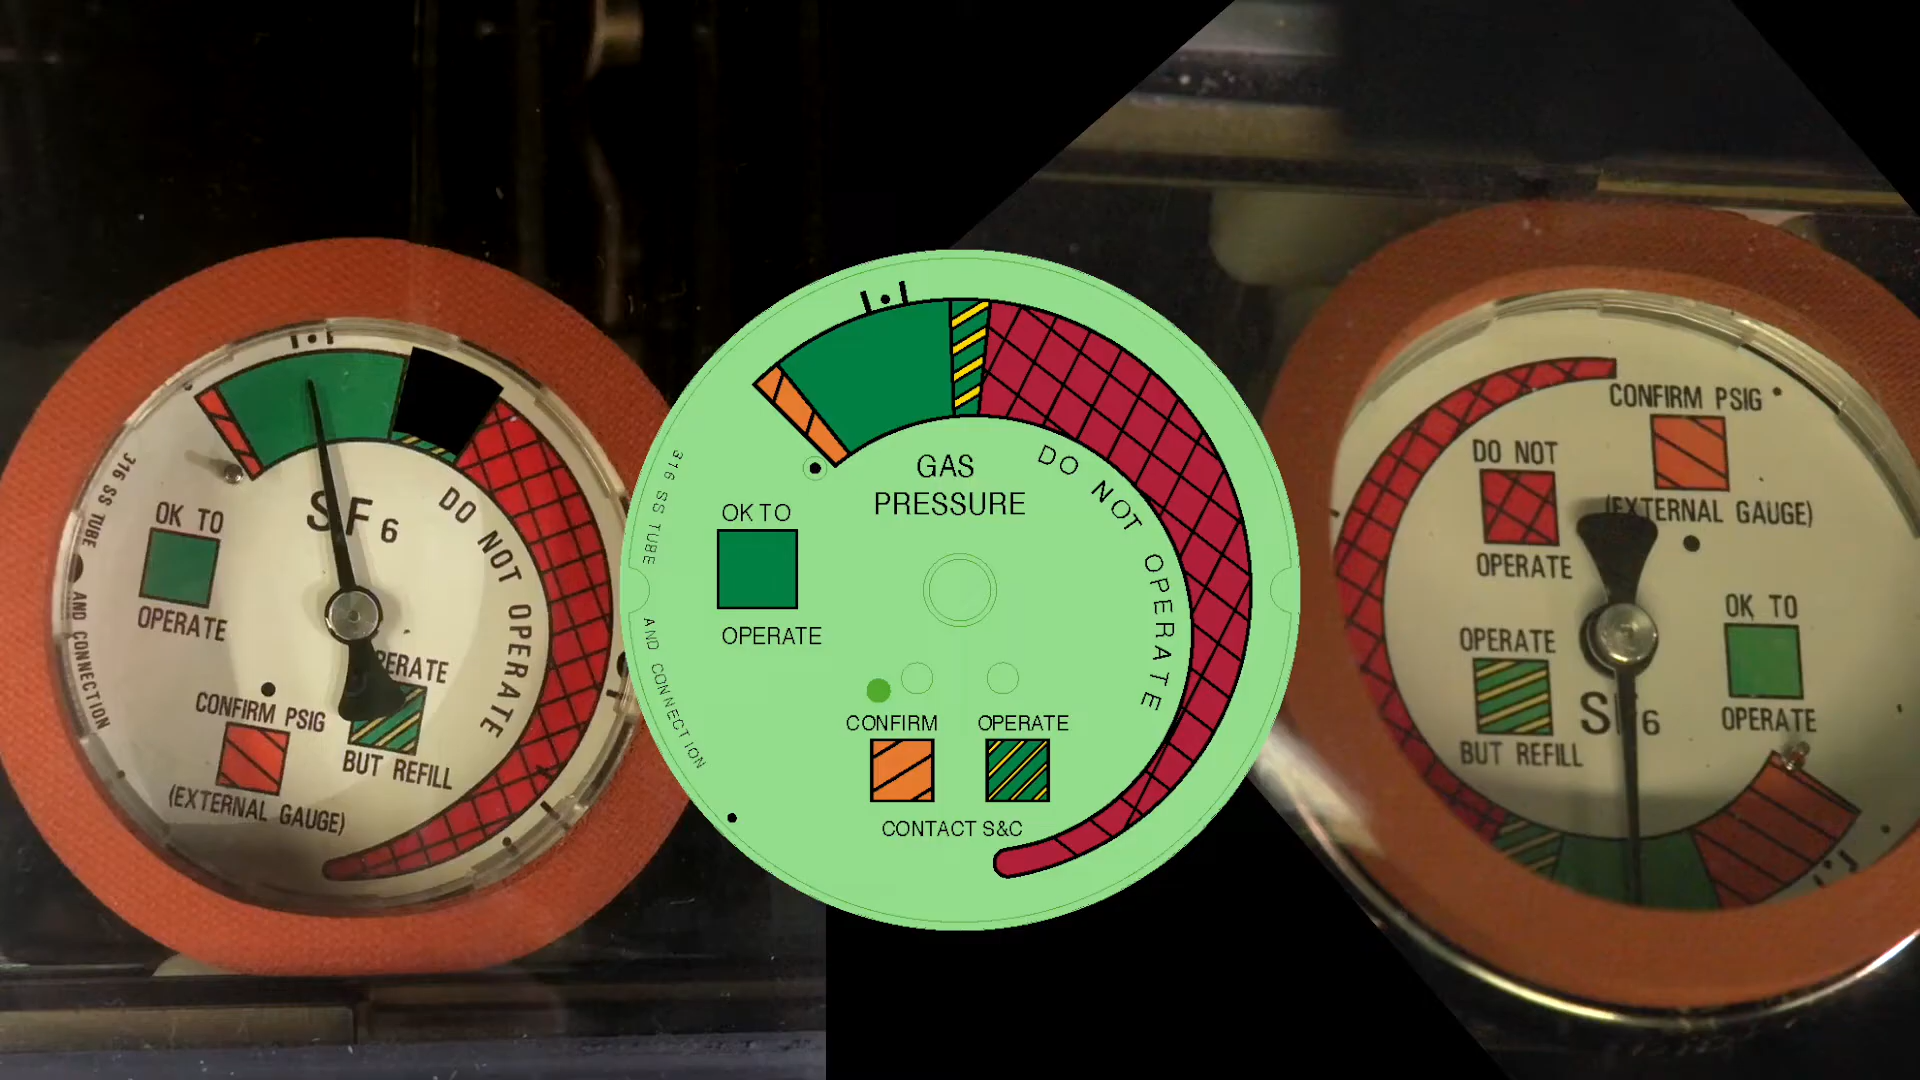 316 SS TUBE
AND CONNECTION
OK TO
OPERATE
SF6
DO NOT OPERATE
OPERATE
BUT REFILL
CONFIRM PSIG
(EXTERNAL GAUGE)
316 SS TUBE
AND CONNECTION
GAS
PRESSURE
OK TO
OPERATE
DO NOT OPERATE
CONFIRM
OPERATE
CONTACT S&C
CONFIRM PSIG
(EXTERNAL GAUGE)
DO NOT
OPERATE
OK TO
OPERATE
OPERATE
BUT REFILL
SF6